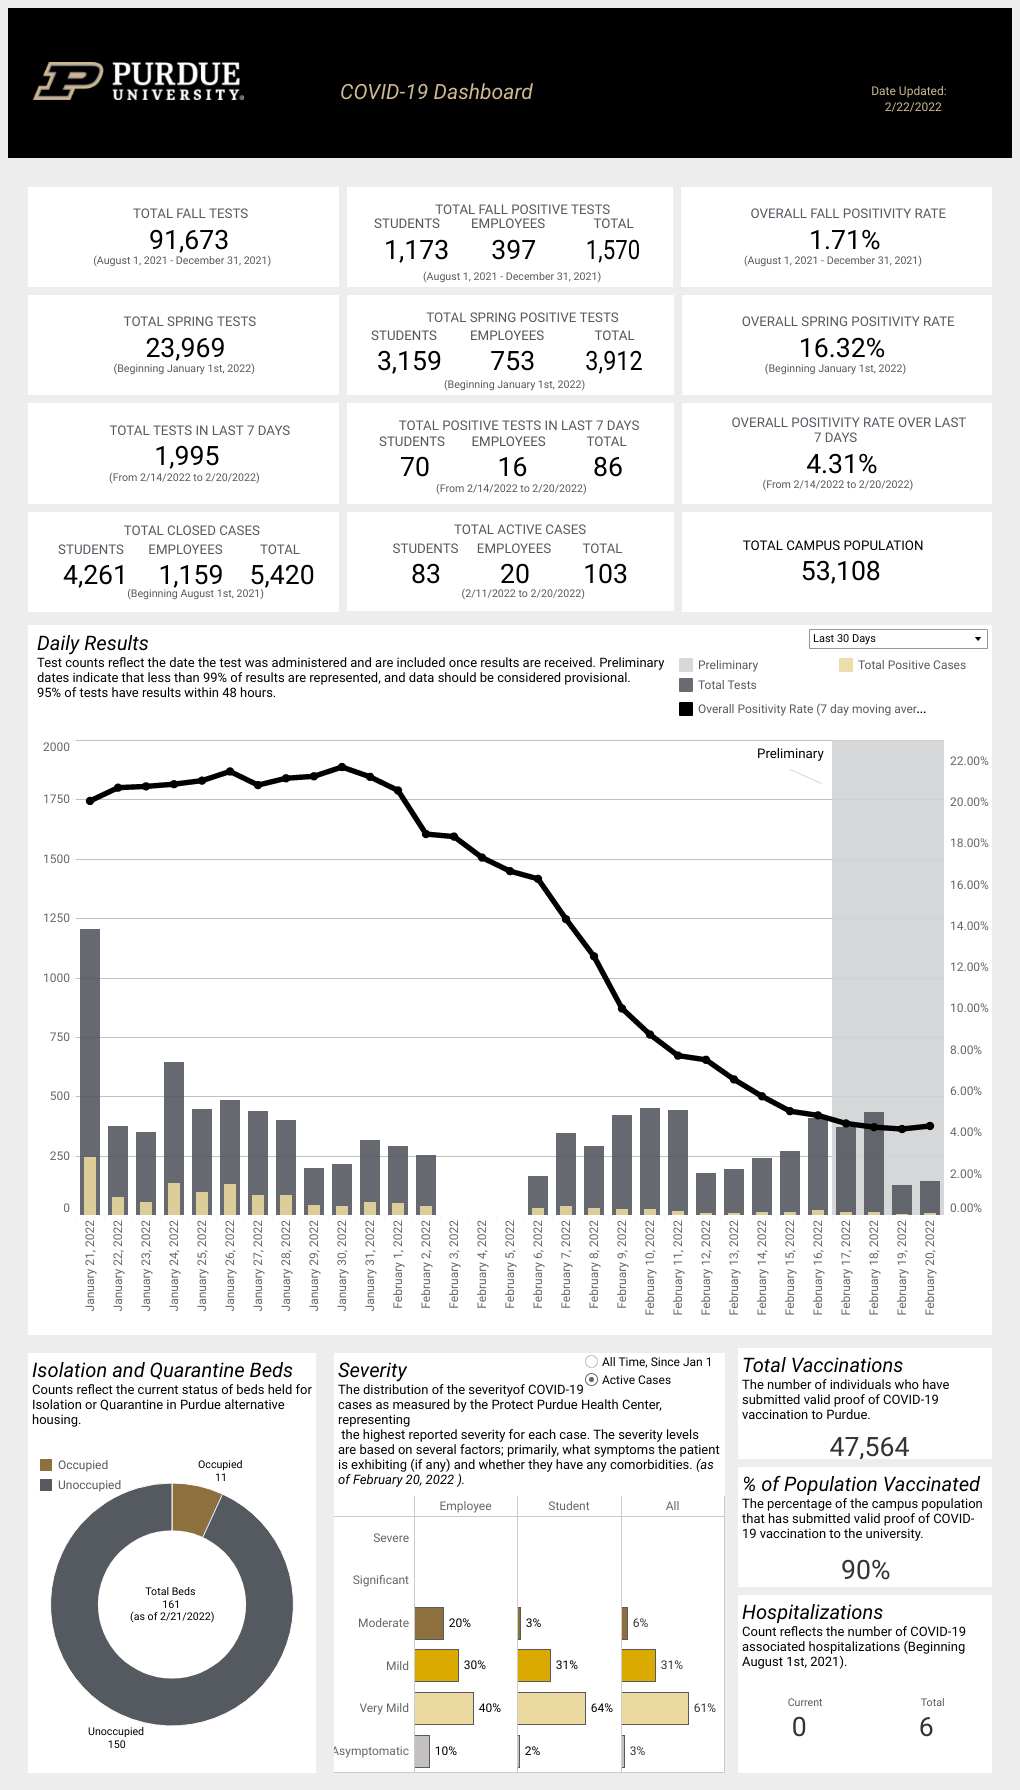 PURDUE
UNIVERSITY®
COVID-19 Dashboard
Date Updated:
2/22/2022
TOTAL FALL TESTS
91,673
(August 1, 2021 - December 31, 2021)
TOTAL FALL POSITIVE TESTS
STUDENTS EMPLOYEES TOTAL
1,173 397 1,570
(August 1, 2021 - December 31, 2021)
OVERALL FALL POSITIVITY RATE
1.71%
(August 1, 2021 - December 31, 2021)
TOTAL SPRING TESTS
23,969
(Beginning January 1st, 2022)
TOTAL SPRING POSITIVE TESTS
STUDENTS EMPLOYEES TOTAL
3,159 753 3,912
(Beginning January 1st, 2022)
OVERALL SPRING POSITIVITY RATE
16.32%
(Beginning January 1st, 2022)
TOTAL TESTS IN LAST 7 DAYS
1,995
(From 2/14/2022 to 2/20/2022)
TOTAL POSITIVE TESTS IN LAST 7 DAYS
STUDENTS EMPLOYEES TOTAL
70 16 86
(From 2/14/2022 to 2/20/2022)
OVERALL POSITIVITY RATE OVER LAST
7 DAYS
4.31%
(From 2/14/2022 to 2/20/2022)
TOTAL CLOSED CASES
STUDENTS EMPLOYEES TOTAL
4,261 1,159 5,420
(Beginning August 1st, 2021)
TOTAL ACTIVE CASES
STUDENTS EMPLOYEES TOTAL
83 20 103
(2/11/2022 to 2/20/2022)
TOTAL CAMPUS POPULATION
53,108
Daily Results
Test counts reflect the date the test was administered and are included once results are received. Preliminary
dates indicate that less than 99% of results are represented, and data should be considered provisional.
95% of tests have results within 48 hours.
Last 30 Days
Preliminary
Total Positive Cases
Total Tests
Overall Positivity Rate (7 day moving aver...
Preliminary
2000
1750
1500
1250
1000
750
500
250
0
22.00%
20.00%
18.00%
16.00%
14.00%
12.00%
10.00%
8.00%
6.00%
4.00%
2.00%
0.00%
January 21, 2022
January 22, 2022
January 23, 2022
January 24, 2022
January 25, 2022
January 26, 2022
January 27, 2022
January 28, 2022
January 29, 2022
January 30, 2022
January 31, 2022
February 1, 2022
February 2, 2022
February 3, 2022
February 4, 2022
February 5, 2022
February 6, 2022
February 7, 2022
February 8, 2022
February 9, 2022
February 10, 2022
February 11, 2022
February 12, 2022
February 13, 2022
February 14, 2022
February 15, 2022
February 16, 2022
February 17, 2022
February 18, 2022
February 19, 2022
February 20, 2022
Isolation and Quarantine Beds
Counts reflect the current status of beds held for
Isolation or Quarantine in Purdue alternative
housing.
Occupied
Unoccupied
Occupied
11
Total Beds
161
(as of 2/21/2022)
Unoccupied
150
Severity
All Time, Since Jan 1
Active Cases
The distribution of the severityof COVID-19
cases as measured by the Protect Purdue Health Center,
representing
the highest reported severity for each case. The severity levels
are based on several factors; primarily, what symptoms the patient
is exhibiting (if any) and whether they have any comorbidities. (as
of February 20, 2022 ).
Employee Student All
Severe
Significant
Moderate 20% 3% 6%
Mild 30% 31% 31%
Very Mild 40% 64% 61%
Asymptomatic 10% 2% 3%
Total Vaccinations
The number of individuals who have
submitted valid proof of COVID-19
vaccination to Purdue.
47,564
% of Population Vaccinated
The percentage of the campus population
that has submitted valid proof of COVID-
19 vaccination to the university.
90%
Hospitalizations
Count reflects the number of COVID-19
associated hospitalizations (Beginning
August 1st, 2021).
Current Total
0 6